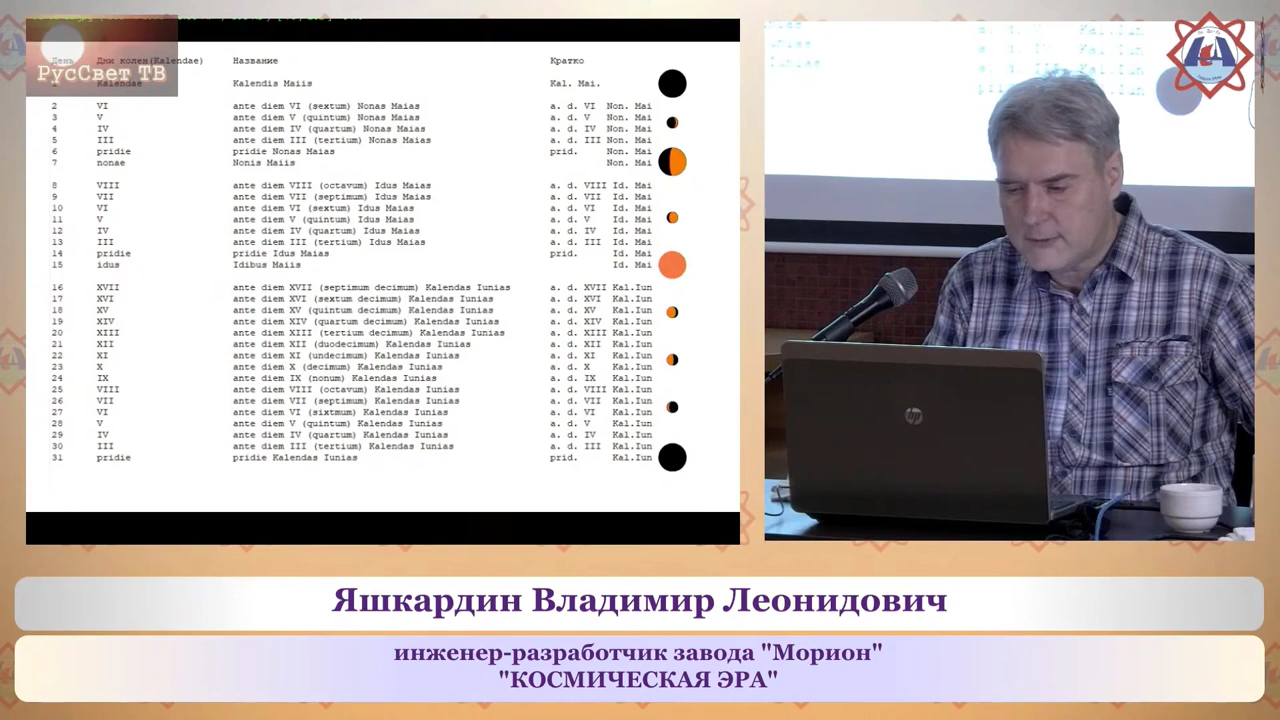 РусСвет ТВ
День Дни колен(Kalendae) Название Кратко
1 Kalendae Kalendis Maiis Kal. Mai.
2 VI ante diem VI (sextum) Nonas Maias a. d. VI Non. Mai
3 V ante diem V (quintum) Nonas Maias a. d. V Non. Mai
4 IV ante diem IV (quartum) Nonas Maias a. d. IV Non. Mai
5 III ante diem III (tertium) Nonas Maias a. d. III Non. Mai
6 pridie pridie Nonas Maias prid. Non. Mai
7 nonae Nonis Maiis Non. Mai
8 VIII ante diem VIII (octavum) Idus Maias a. d. VIII Id. Mai
9 VII ante diem VII (septimum) Idus Maias a. d. VII Id. Mai
10 VI ante diem VI (sextum) Idus Maias a. d. VI Id. Mai
11 V ante diem V (quintum) Idus Maias a. d. V Id. Mai
12 IV ante diem IV (quartum) Idus Maias a. d. IV Id. Mai
13 III ante diem III (tertium) Idus Maias a. d. III Id. Mai
14 pridie pridie Idus Maias prid. Id. Mai
15 idus Idibus Maiis Id. Mai
16 XVII ante diem XVII (septimum decimum) Kalendas Iunias a. d. XVII Kal.Iun
17 XVI ante diem XVI (sextum decimum) Kalendas Iunias a. d. XVI Kal.Iun
18 XV ante diem XV (quintum decimum) Kalendas Iunias a. d. XV Kal.Iun
19 XIV ante diem XIV (quartum decimum) Kalendas Iunias a. d. XIV Kal.Iun
20 XIII ante diem XIII (tertium decimum) Kalendas Iunias a. d. XIII Kal.Iun
21 XII ante diem XII (duodecimum) Kalendas Iunias a. d. XII Kal.Iun
22 XI ante diem XI (undecimum) Kalendas Iunias a. d. XI Kal.Iun
23 X ante diem X (decimum) Kalendas Iunias a. d. X Kal.Iun
24 IX ante diem IX (nonum) Kalendas Iunias a. d. IX Kal.Iun
25 VIII ante diem VIII (octavum) Kalendas Iunias a. d. VIII Kal.Iun
26 VII ante diem VII (septimum) Kalendas Iunias a. d. VII Kal.Iun
27 VI ante diem VI (sixtmum) Kalendas Iunias a. d. VI Kal.Iun
28 V ante diem V (quintum) Kalendas Iunias a. d. V Kal.Iun
29 IV ante diem IV (quartum) Kalendas Iunias a. d. IV Kal.Iun
30 III ante diem III (tertium) Kalendas Iunias a. d. III Kal.Iun
31 pridie pridie Kalendas Iunias prid. Kal.Iun
hp
Яшкардин Владимир Леонидович
инженер-разработчик завода "Морион"
"КОСМИЧЕСКАЯ ЭРА"